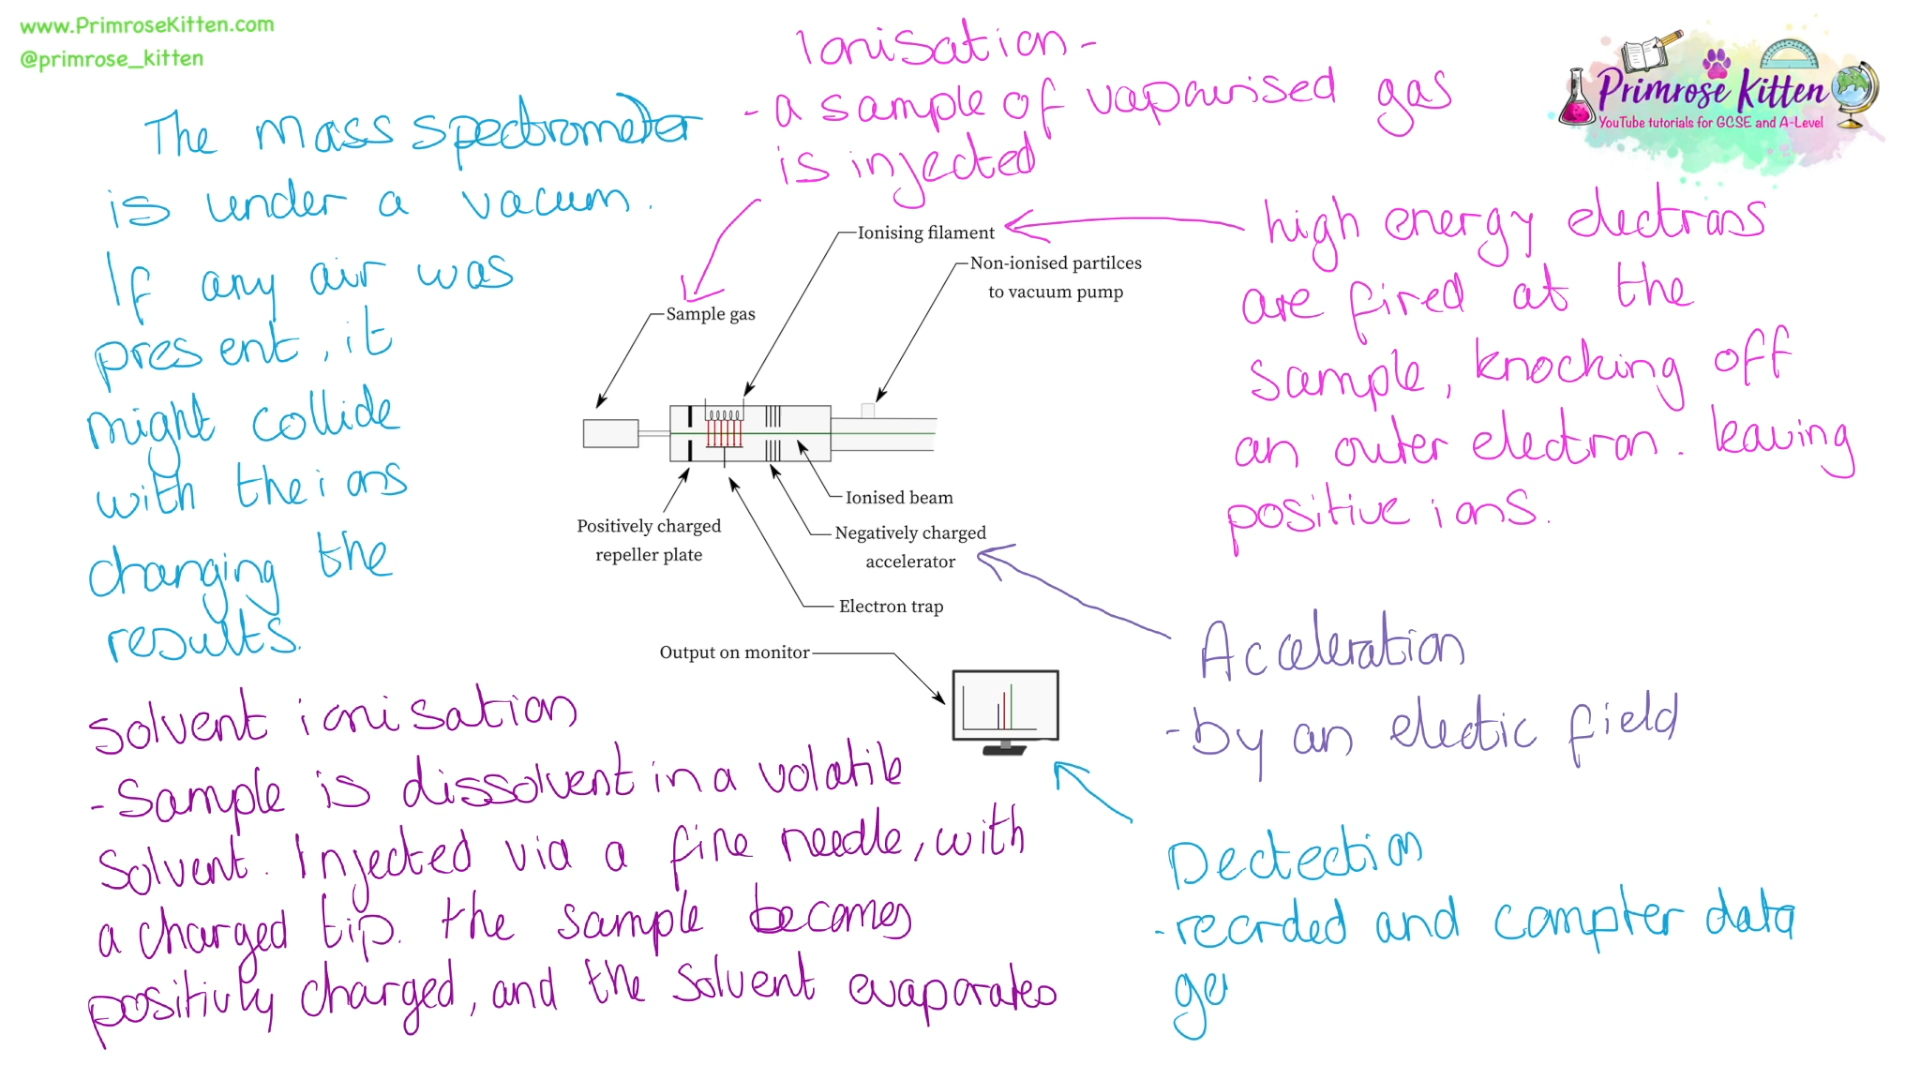 www.PrimroseKitten.com
@primrose_kitten
Primrose Kitten
YouTube tutorials for GCSE and A-Level
Ionisation -
- a sample of vapourised gas
is injected
The mass spectrometer
is under a vacum.
If any air was
present, it
might collide
with the ions
changing the
results.
high energy electrons
are fired at the
sample, knocking off
an outer electron. leaving
positive ions.
Ionising filament
Non-ionised partilces
to vacuum pump
Sample gas
Ionised beam
Positively charged
repeller plate
Negatively charged
accelerator
Electron trap
Output on monitor
Acceleration
- by an electic field
Solvent ionisation
- Sample is dissolvent in a volatile
Solvent. Injected via a fine needle, with
a charged tip. the sample becomes
positivly charged, and the solvent evaporates
Dectection
- recorded and compter data
ge